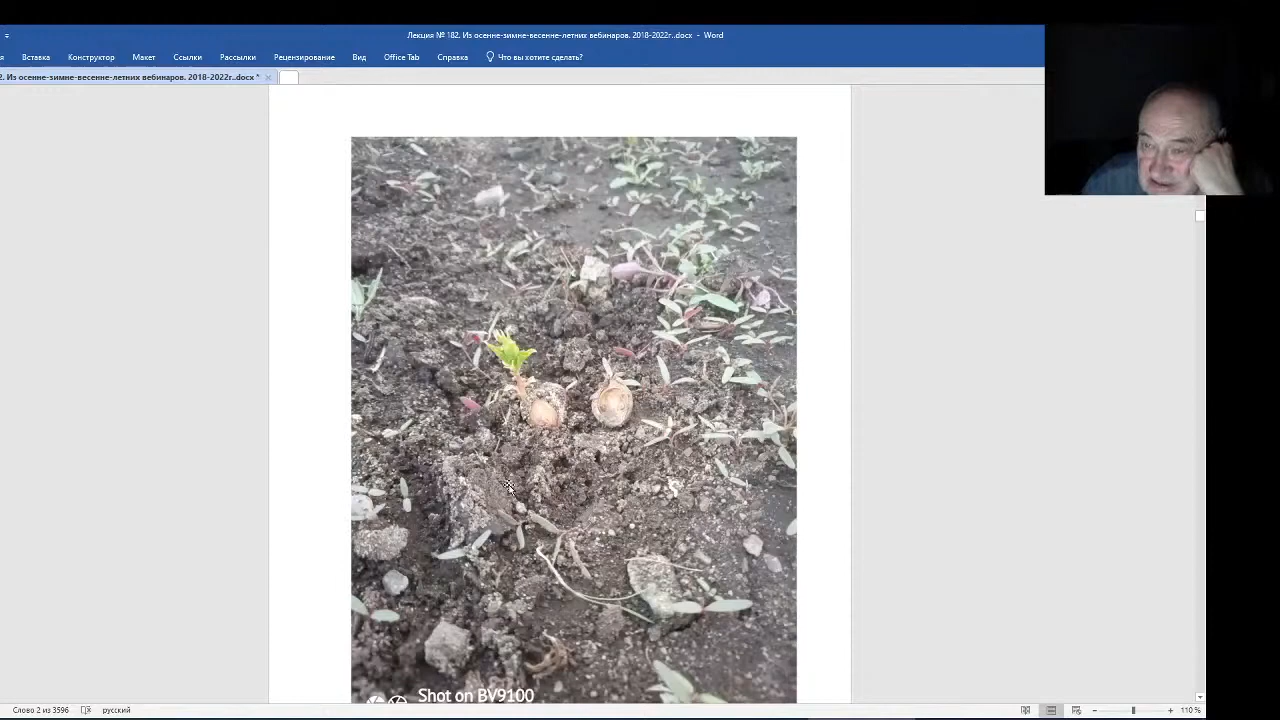 Лекция № 182. Из осенне-зимне-весенне-летних вебинаров. 2018-2022г..docx - Word
Вставка Конструктор Макет Ссылки Рассылки Рецензирование Вид Office Tab Справка Что вы хотите сделать?
2. Из осенне-зимне-весенне-летних вебинаров. 2018-2022г..docx *
Shot on BV9100
Слово 2 из 3596 русский 110 %